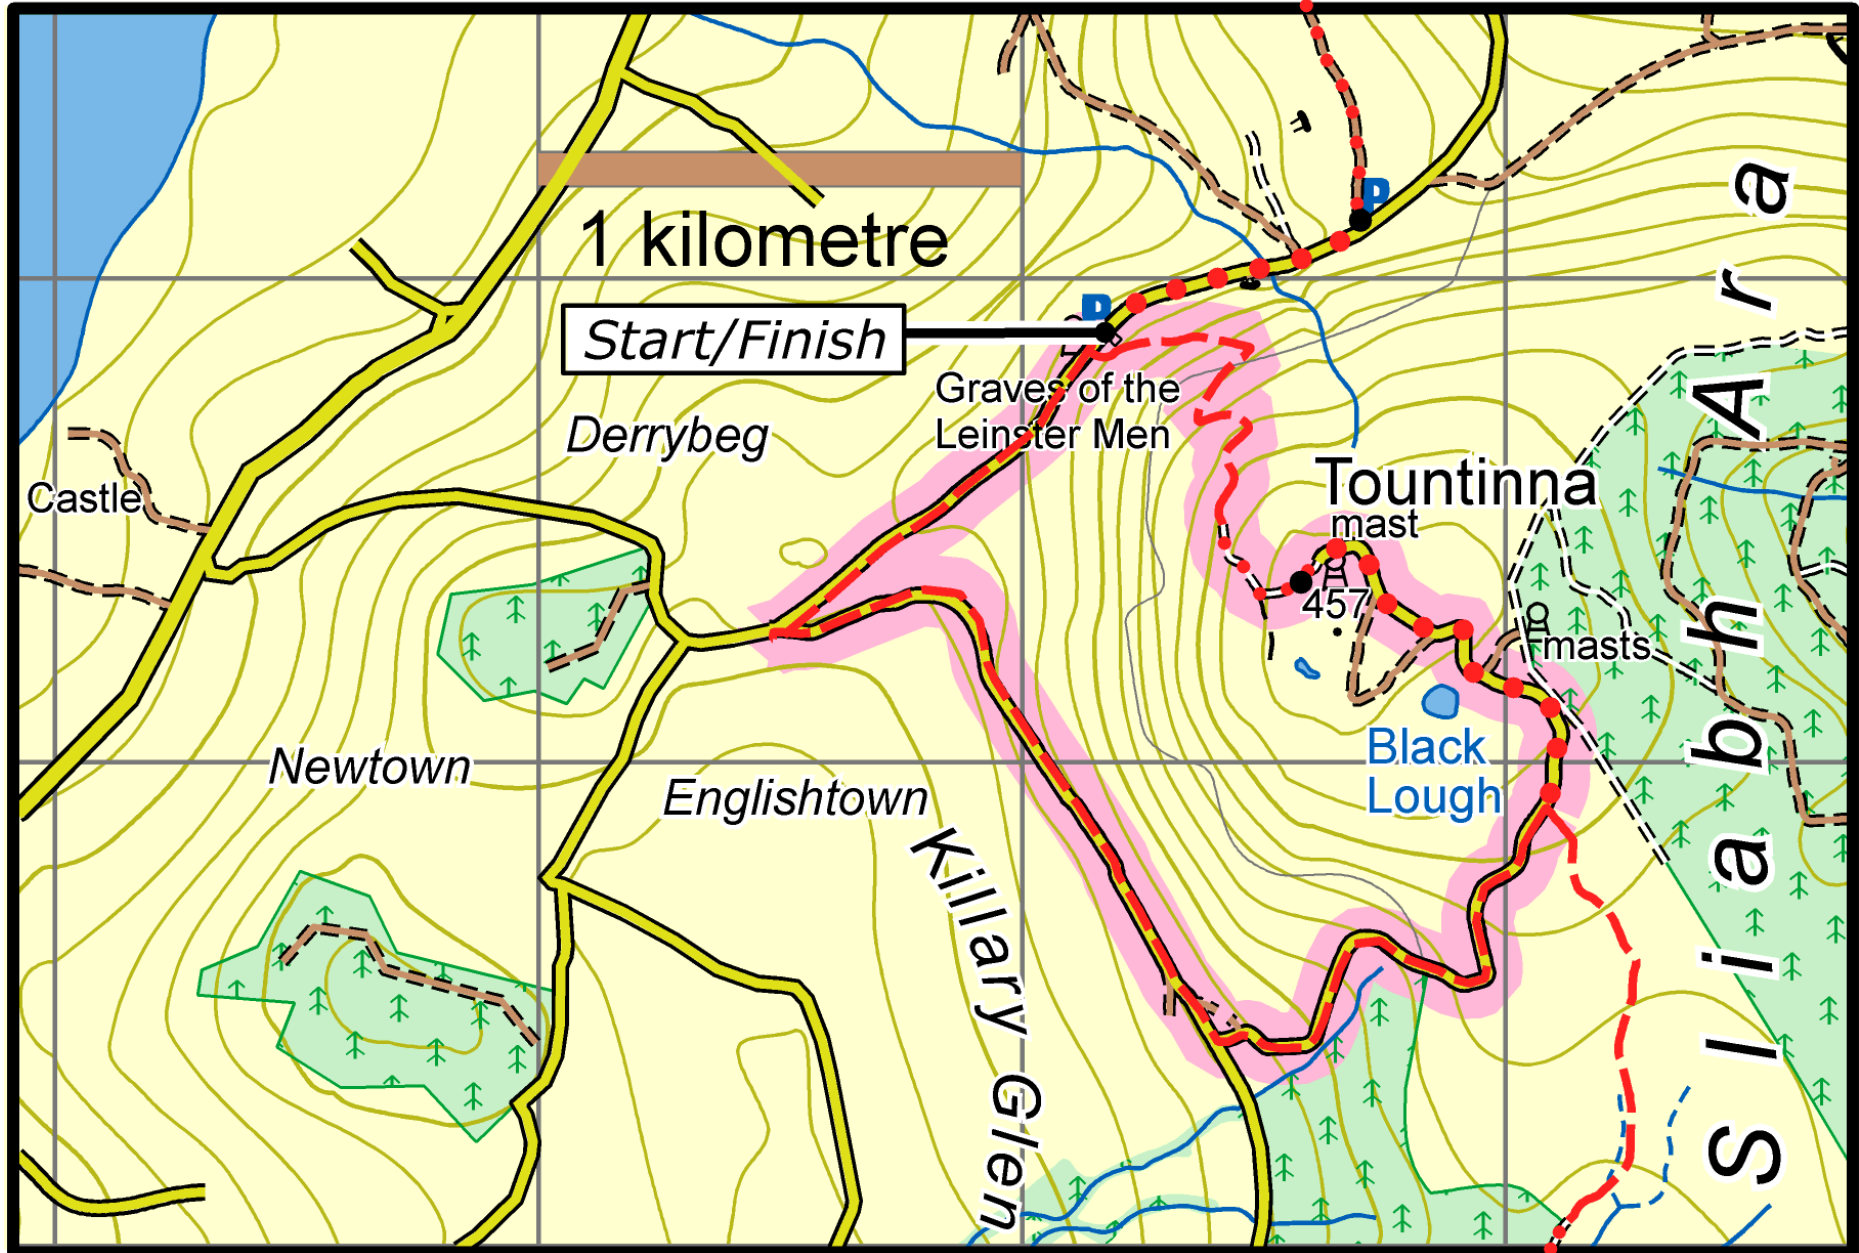 P
1 kilometre
P
Start/Finish
Graves of the
Leinster Men
Derrybeg
Castle
Tountinna
mast
457
masts
Black
Lough
Newtown
Englishtown
Killary Glen
Sliabh Ara